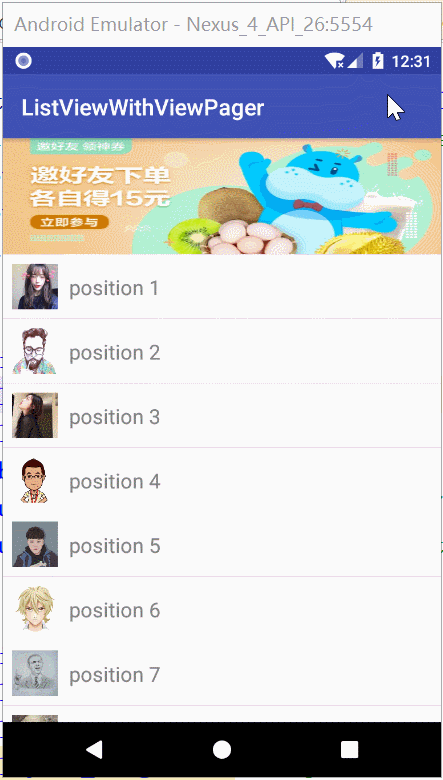 Android Emulator - Nexus_4_API_26:5554
12:31
ListViewWithViewPager
邀好友 领神券
邀好友下单
各自得15元
立即参与
position 1
position 2
position 3
position 4
position 5
position 6
position 7